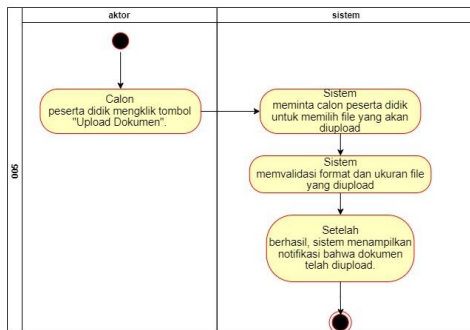 aktor
sistem
005
Calon
peserta didik mengklik tombol
"Upload Dokumen".
Sistem
meminta calon peserta didik
untuk memilih file yang akan
diupload
Sistem
memvalidasi format dan ukuran file
yang diupload
Setelah
berhasil, sistem menampilkan
notifikasi bahwa dokumen
telah diupload.